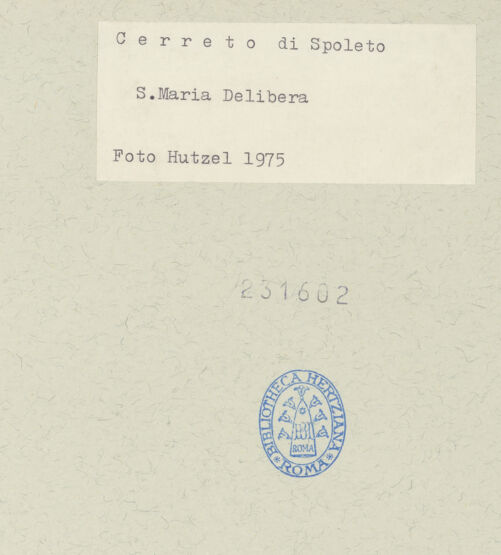 C e r r e t o di Spoleto
S.Maria Delibera
Foto Hutzel 1975
231602
BIBLIOTHECA HERTZIANA
ROMA
*ROMA*